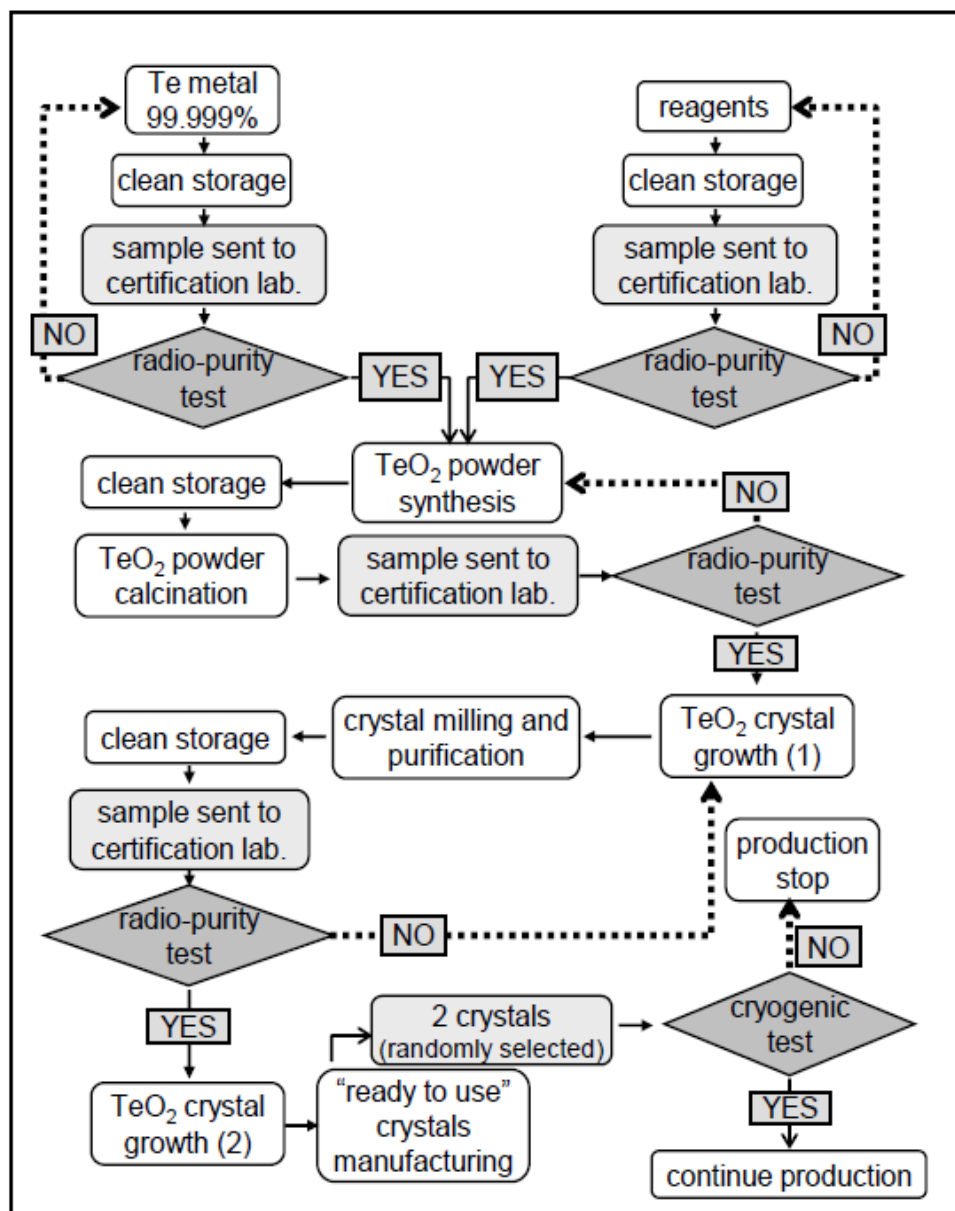 Te metal
99.999%
reagents
clean storage
clean storage
sample sent to
certification lab.
sample sent to
certification lab.
NO
radio-purity
test
YES
YES
radio-purity
test
NO
TeO₂ powder
synthesis
clean storage
NO
TeO₂ powder
calcination
sample sent to
certification lab.
radio-purity
test
YES
TeO₂ crystal
growth (1)
crystal milling and
purification
clean storage
sample sent to
certification lab.
production
stop
radio-purity
test
NO
NO
YES
2 crystals
(randomly selected)
cryogenic
test
TeO₂ crystal
growth (2)
“ready to use”
crystals
manufacturing
YES
continue production